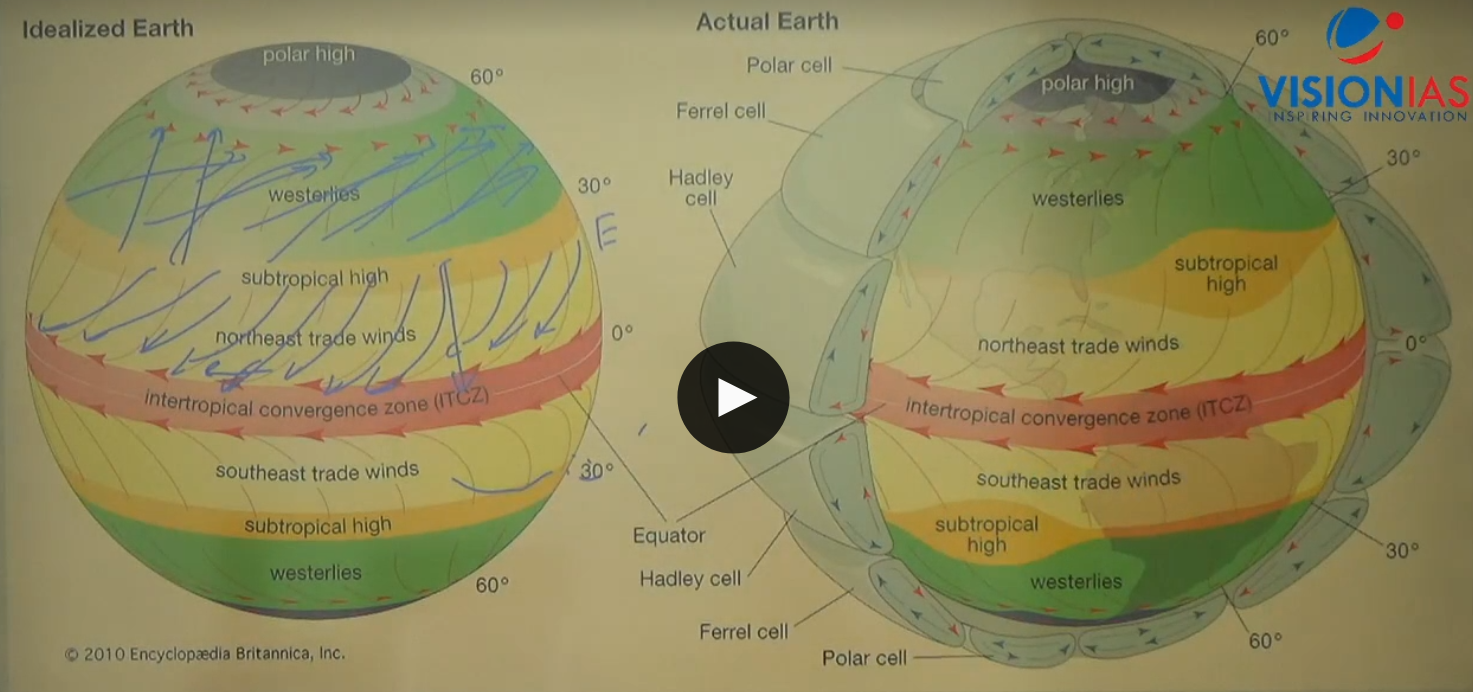 Idealized Earth
polar high
60°
westerlies
30°
E
subtropical high
northeast trade winds
0°
intertropical convergence zone (ITCZ)
southeast trade winds
30°
subtropical high
westerlies
60°
© 2010 Encyclopædia Britannica, Inc.
Actual Earth
Polar cell
Ferrel cell
Hadley
cell
polar high
60°
VISIONIAS
INSPIRING INNOVATION
30°
westerlies
subtropical
high
northeast trade winds
0°
intertropical convergence zone (ITCZ)
southeast trade winds
subtropical
high
westerlies
30°
60°
Equator
Hadley cell
Ferrel cell
Polar cell